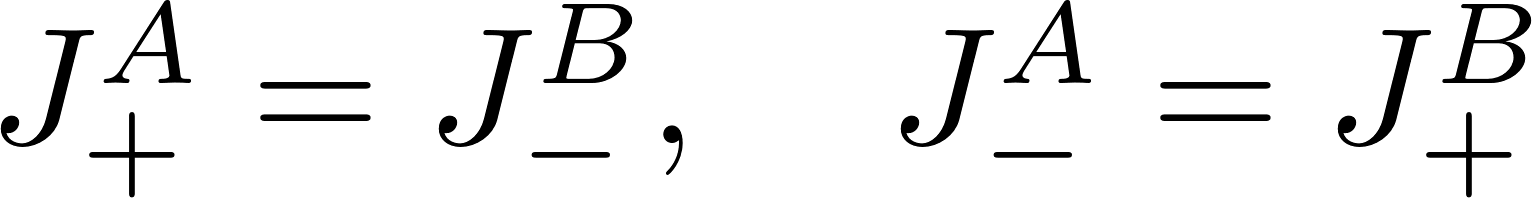 J_+^A = J_-^B, J_-^A = J_+^B